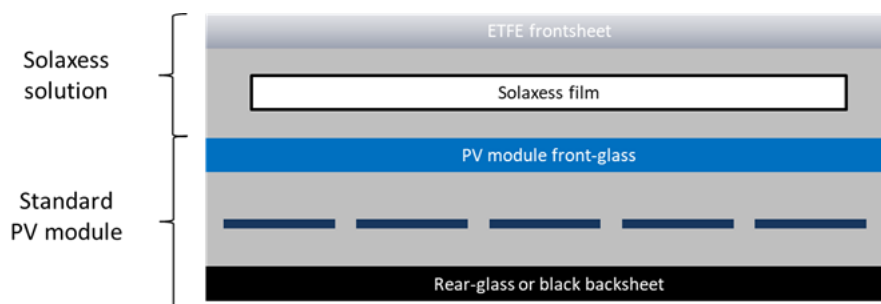 ETFE frontsheet
Solaxess
solution
Solaxess film
PV module front-glass
Standard
PV module
Rear-glass or black backsheet